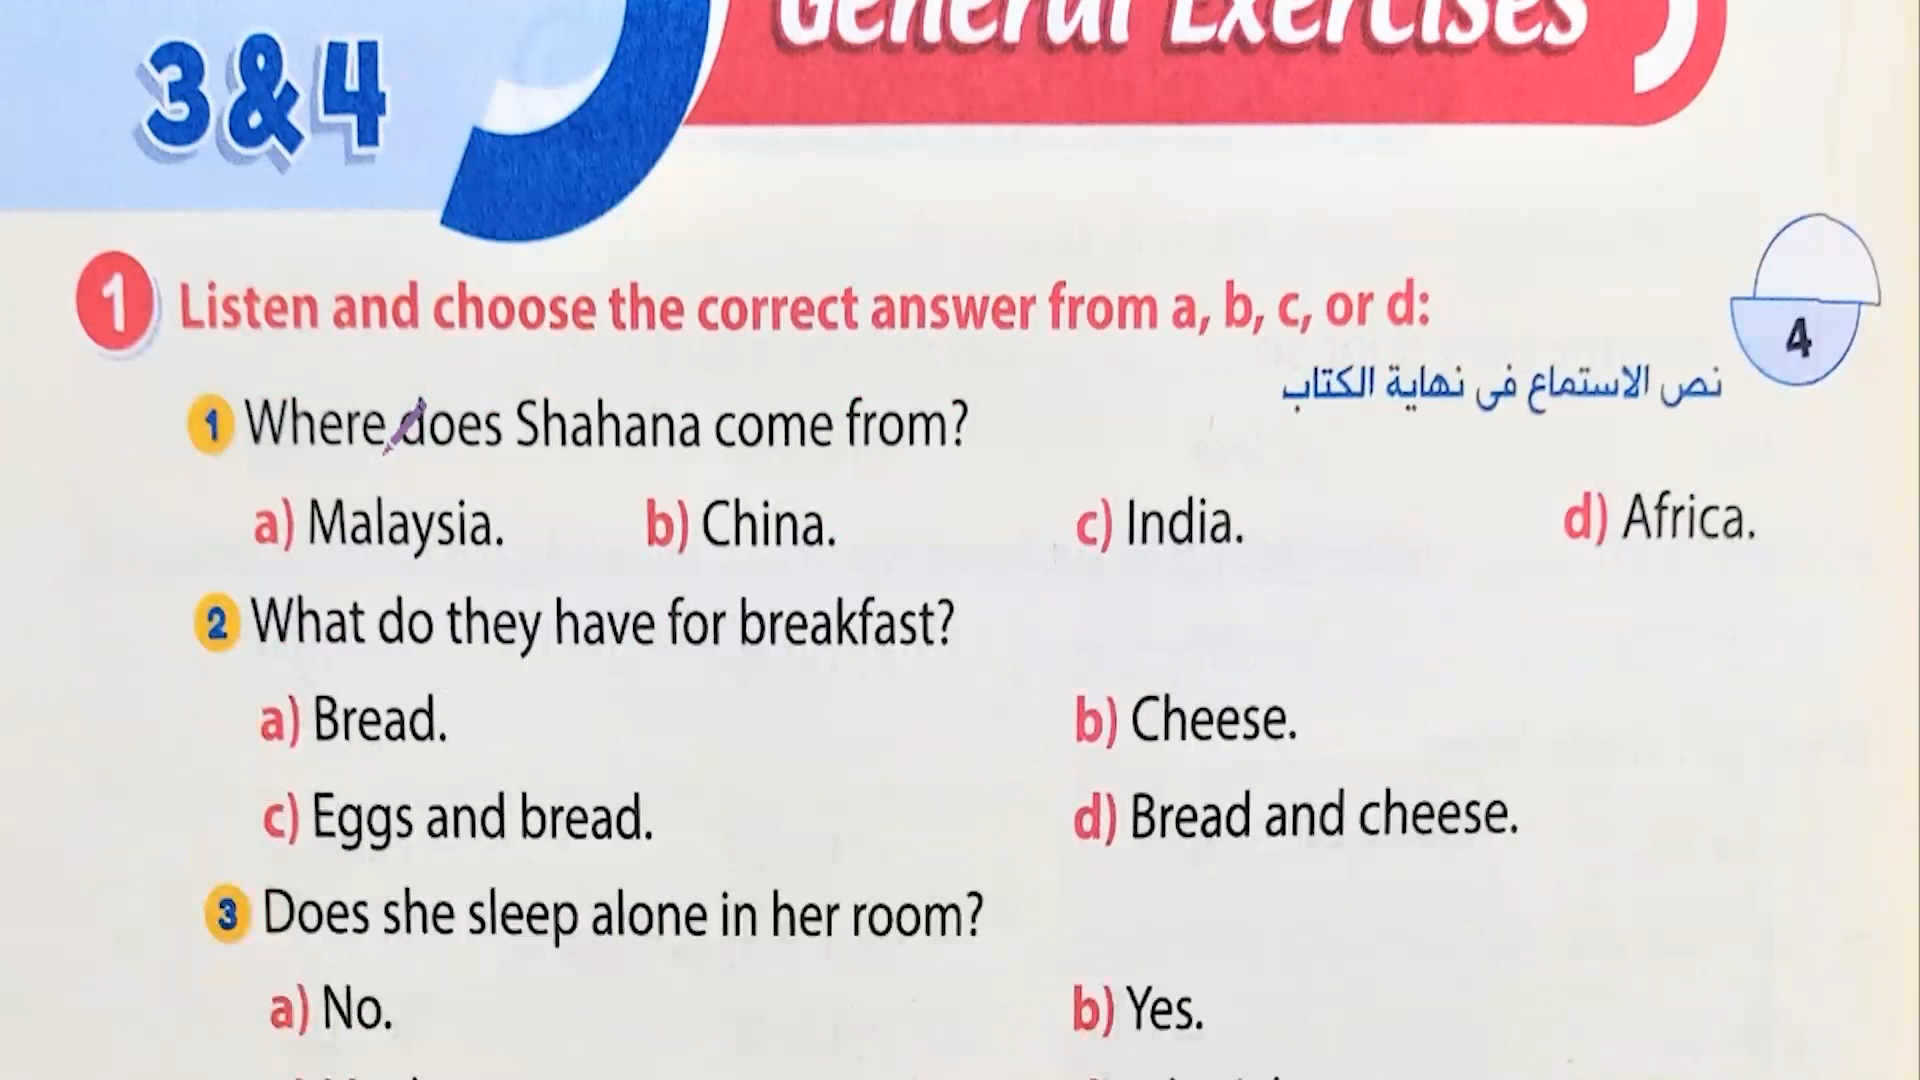 3&4
General Exercises
1 Listen and choose the correct answer from a, b, c, or d:
4
نص الاستماع فى نهاية الكتاب
1 Where does Shahana come from?
a) Malaysia. b) China. c) India. d) Africa.
2 What do they have for breakfast?
a) Bread. b) Cheese.
c) Eggs and bread. d) Bread and cheese.
3 Does she sleep alone in her room?
a) No. b) Yes.